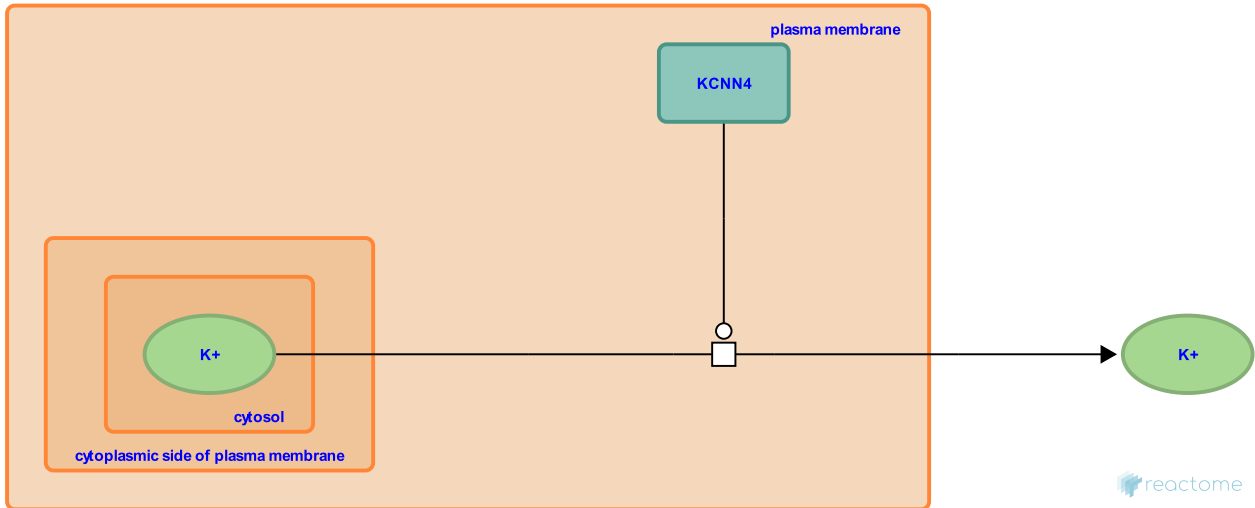 plasma membrane
KCNN4
K+
K+
cytosol
cytoplasmic side of plasma membrane
reactome